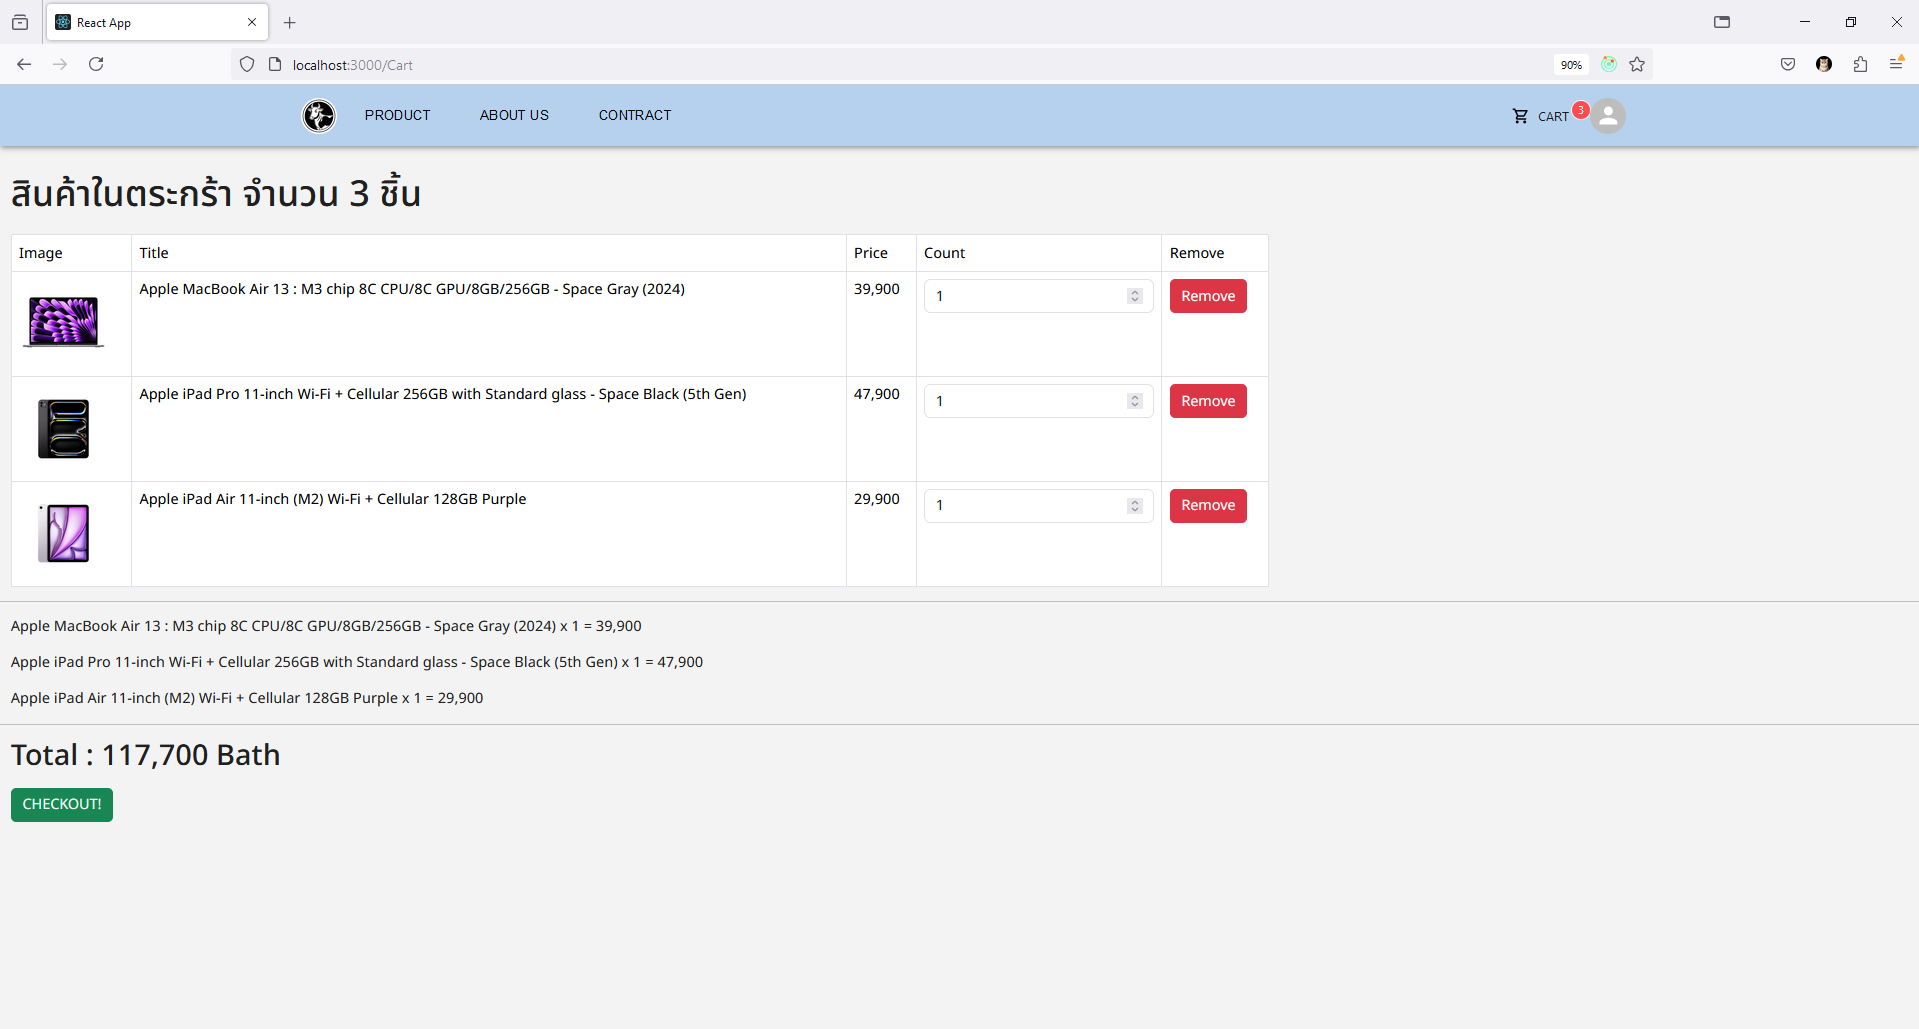 React App
localhost:3000/Cart
90%
PRODUCT ABOUT US CONTRACT CART 3
สินค้าในตระกร้า จำนวน 3 ชิ้น
Image Title Price Count Remove
Apple MacBook Air 13 : M3 chip 8C CPU/8C GPU/8GB/256GB - Space Gray (2024) 39,900 1 Remove
Apple iPad Pro 11-inch Wi-Fi + Cellular 256GB with Standard glass - Space Black (5th Gen) 47,900 1 Remove
Apple iPad Air 11-inch (M2) Wi-Fi + Cellular 128GB Purple 29,900 1 Remove
Apple MacBook Air 13 : M3 chip 8C CPU/8C GPU/8GB/256GB - Space Gray (2024) x 1 = 39,900
Apple iPad Pro 11-inch Wi-Fi + Cellular 256GB with Standard glass - Space Black (5th Gen) x 1 = 47,900
Apple iPad Air 11-inch (M2) Wi-Fi + Cellular 128GB Purple x 1 = 29,900
Total : 117,700 Bath
CHECKOUT!